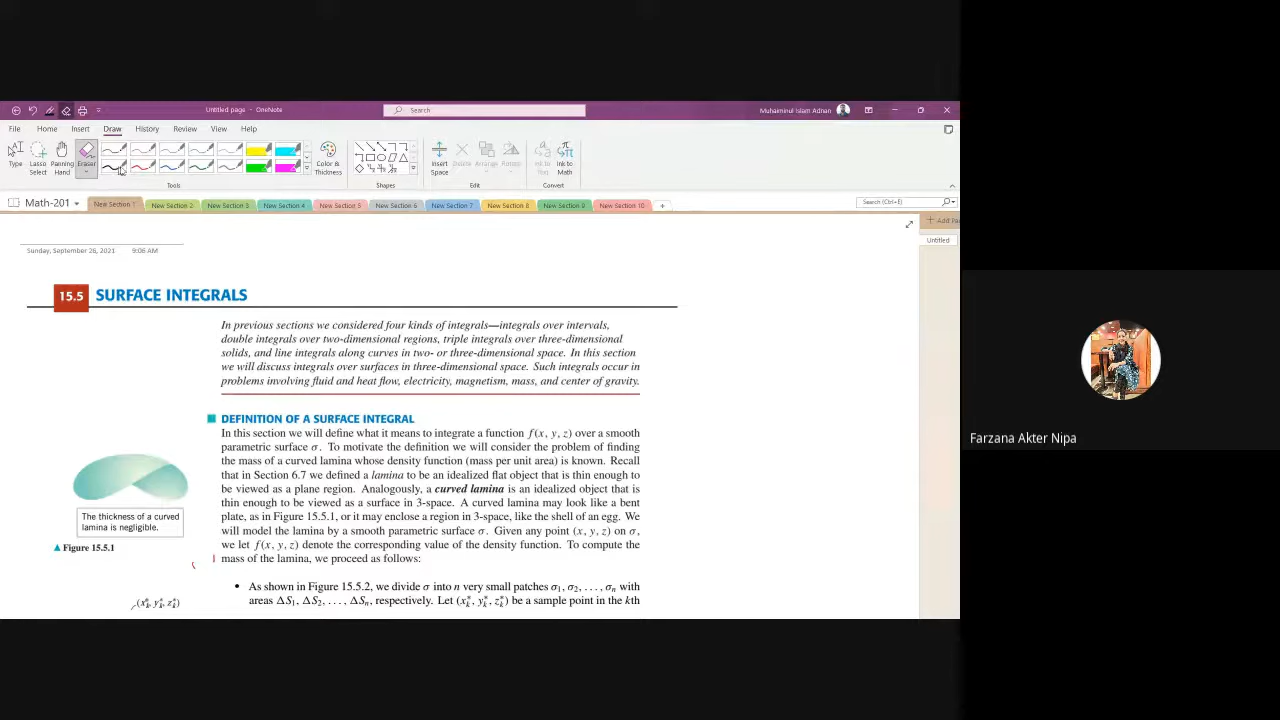 Untitled page - OneNote
Search
Muhaiminul Islam Adnan
File Home Insert Draw History Review View Help
Type
Lasso Select
Panning Hand
Eraser
Color & Thickness
Insert Space
Delete
Arrange
Rotate
Ink to Text
Ink to Math
Tools
Shapes
Edit
Convert
Math-201
New Section 1 New Section 2 New Section 3 New Section 4 New Section 5 New Section 6 New Section 7 New Section 8 New Section 9 New Section 10 +
Search (Ctrl+E)
+ Add Pa
Untitled
Sunday, September 26, 2021 9:06 AM
15.5 SURFACE INTEGRALS
In previous sections we considered four kinds of integrals—integrals over intervals,
double integrals over two-dimensional regions, triple integrals over three-dimensional
solids, and line integrals along curves in two- or three-dimensional space. In this section
we will discuss integrals over surfaces in three-dimensional space. Such integrals occur in
problems involving fluid and heat flow, electricity, magnetism, mass, and center of gravity.
DEFINITION OF A SURFACE INTEGRAL
In this section we will define what it means to integrate a function f(x, y, z) over a smooth
parametric surface σ. To motivate the definition we will consider the problem of finding
the mass of a curved lamina whose density function (mass per unit area) is known. Recall
that in Section 6.7 we defined a lamina to be an idealized flat object that is thin enough to
be viewed as a plane region. Analogously, a curved lamina is an idealized object that is
thin enough to be viewed as a surface in 3-space. A curved lamina may look like a bent
plate, as in Figure 15.5.1, or it may enclose a region in 3-space, like the shell of an egg. We
will model the lamina by a smooth parametric surface σ. Given any point (x, y, z) on σ,
we let f(x, y, z) denote the corresponding value of the density function. To compute the
mass of the lamina, we proceed as follows:
The thickness of a curved
lamina is negligible.
▲ Figure 15.5.1
• As shown in Figure 15.5.2, we divide σ into n very small patches σ₁, σ₂, . . . , σₙ with
areas ΔS₁, ΔS₂, . . . , ΔSₙ, respectively. Let (xₖ*, yₖ*, zₖ*) be a sample point in the kth
(xₖ*, yₖ*, zₖ*)
Farzana Akter Nipa